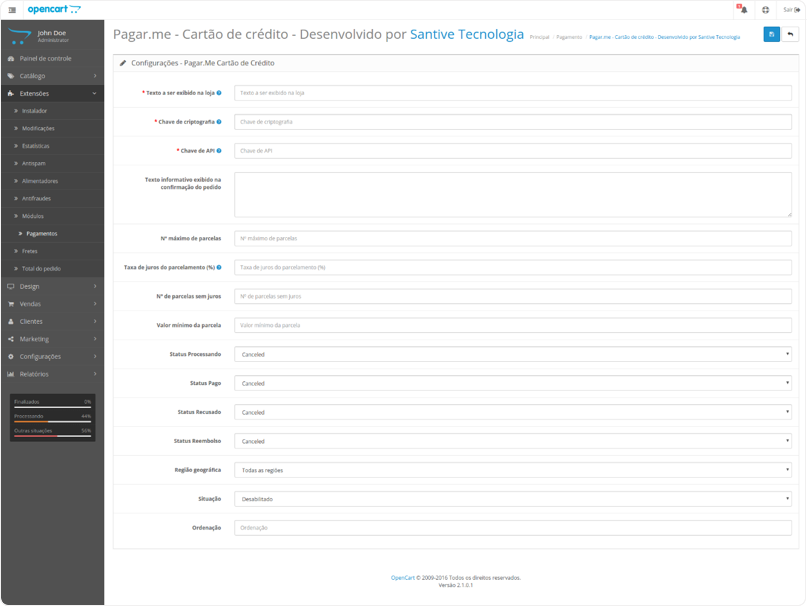 opencart
1
Sair
John Doe
Administrator
Painel de controle
Catálogo
Extensões
Instalador
Modificações
Estatísticas
Antispam
Alimentadores
Antifraudes
Módulos
Pagamentos
Fretes
Total do pedido
Design
Vendas
Clientes
Marketing
Configurações
Relatórios
Finalizados 0%
Processando 44%
Outras situações 56%
Pagar.me - Cartão de crédito - Desenvolvido por Santive Tecnologia
Principal Pagamento Pagar.me - Cartão de crédito - Desenvolvido por Santive Tecnologia
Configurações - Pagar.Me Cartão de Crédito
* Texto a ser exibido na loja Texto a ser exibido na loja
* Chave de criptografia Chave de criptografia
* Chave de API Chave de API
Texto informativo exibido na
confirmação do pedido
Nº máximo de parcelas Nº máximo de parcelas
Taxa de juros do parcelamento (%) Taxa de juros do parcelamento (%)
Nº de parcelas sem juros Nº de parcelas sem juros
Valor mínimo da parcela Valor mínimo da parcela
Status Processando Canceled
Status Pago Canceled
Status Recusado Canceled
Status Reembolso Canceled
Região geográfica Todas as regiões
Situação Desabilitado
Ordenação Ordenação
OpenCart © 2009-2016 Todos os direitos reservados.
Versão 2.1.0.1